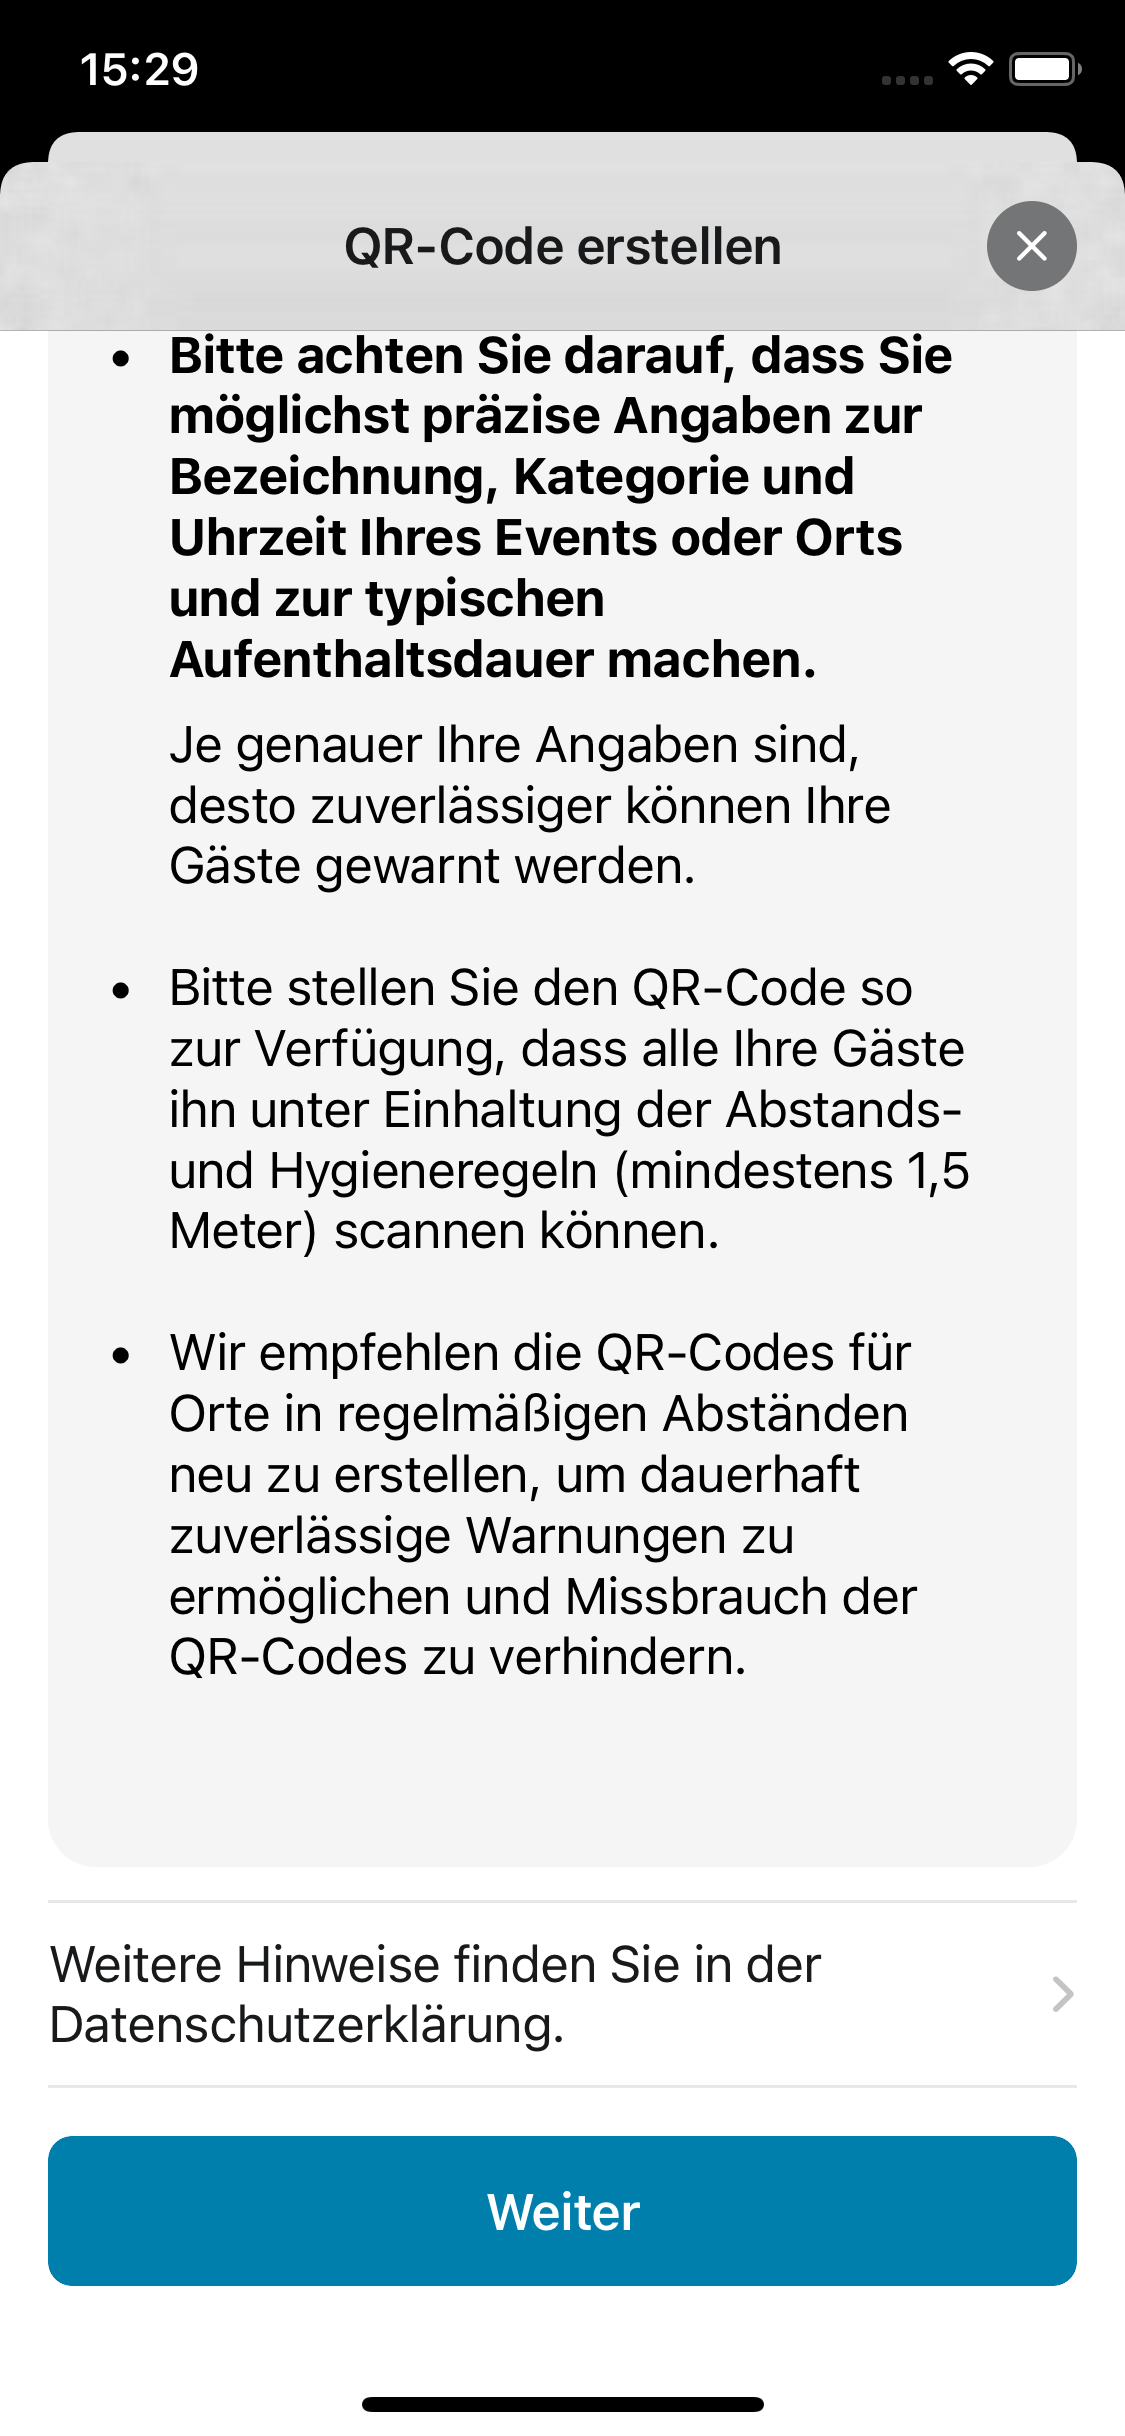 15:29
QR-Code erstellen
• Bitte achten Sie darauf, dass Sie
möglichst präzise Angaben zur
Bezeichnung, Kategorie und
Uhrzeit Ihres Events oder Orts
und zur typischen
Aufenthaltsdauer machen.
Je genauer Ihre Angaben sind,
desto zuverlässiger können Ihre
Gäste gewarnt werden.
• Bitte stellen Sie den QR-Code so
zur Verfügung, dass alle Ihre Gäste
ihn unter Einhaltung der Abstands-
und Hygieneregeln (mindestens 1,5
Meter) scannen können.
• Wir empfehlen die QR-Codes für
Orte in regelmäßigen Abständen
neu zu erstellen, um dauerhaft
zuverlässige Warnungen zu
ermöglichen und Missbrauch der
QR-Codes zu verhindern.
Weitere Hinweise finden Sie in der
Datenschutzerklärung.
Weiter